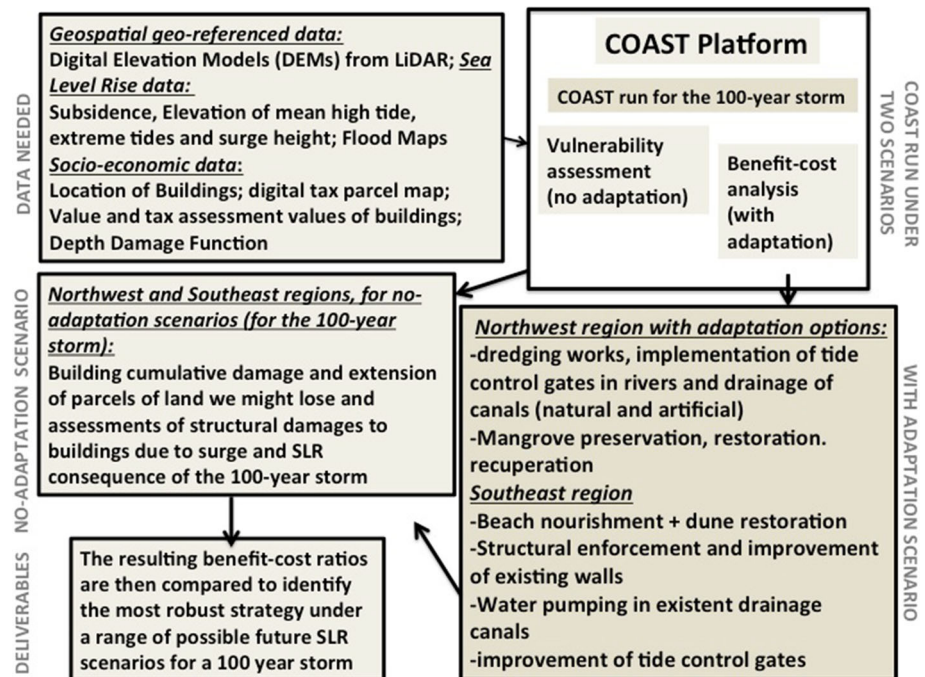 DATA NEEDED
Geospatial geo-referenced data:
Digital Elevation Models (DEMs) from LiDAR; Sea
Level Rise data:
Subsidence, Elevation of mean high tide,
extreme tides and surge height; Flood Maps
Socio-economic data:
Location of Buildings; digital tax parcel map;
Value and tax assessment values of buildings;
Depth Damage Function
COAST Platform
COAST run for the 100-year storm
Vulnerability
assessment
(no adaptation)
Benefit-cost
analysis
(with
adaptation)
COAST RUN UNDER
TWO SCENARIOS
NO-ADAPTATION SCENARIO
Northwest and Southeast regions, for no-
adaptation scenarios (for the 100-year
storm):
Building cumulative damage and extension
of parcels of land we might lose and
assessments of structural damages to
buildings due to surge and SLR
consequence of the 100-year storm
Northwest region with adaptation options:
-dredging works, implementation of tide
control gates in rivers and drainage of
canals (natural and artificial)
-Mangrove preservation, restoration.
recuperation
Southeast region
-Beach nourishment + dune restoration
-Structural enforcement and improvement
of existing walls
-Water pumping in existent drainage
canals
-improvement of tide control gates
WITH ADAPTATION SCENARIO
DELIVERABLES
The resulting benefit-cost ratios
are then compared to identify
the most robust strategy under
a range of possible future SLR
scenarios for a 100 year storm